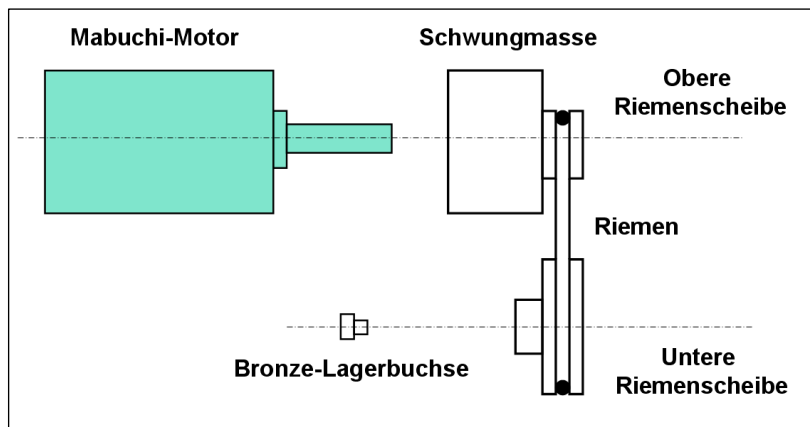 Mabuchi-Motor
Schwungmasse
Obere
Riemenscheibe
Riemen
Bronze-Lagerbuchse
Untere
Riemenscheibe